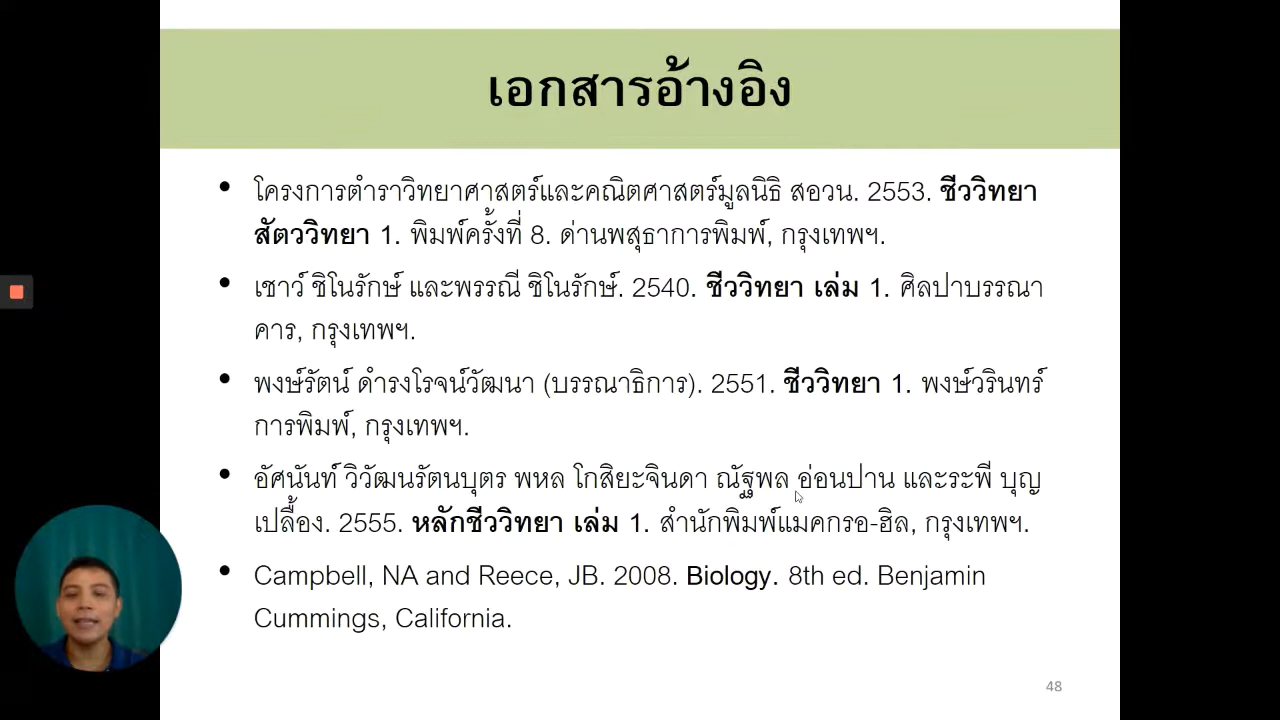 เอกสารอ้างอิง
• โครงการตำราวิทยาศาสตร์และคณิตศาสตร์มูลนิธิ สอวน. 2553. ชีววิทยา
สัตววิทยา 1. พิมพ์ครั้งที่ 8. ด่านพสุธาการพิมพ์, กรุงเทพฯ.
• เชาว์ ชิโนรักษ์ และพรรณี ชิโนรักษ์. 2540. ชีววิทยา เล่ม 1. ศิลปาบรรณา
คาร, กรุงเทพฯ.
• พงษ์รัตน์ ดำรงโรจน์วัฒนา (บรรณาธิการ). 2551. ชีววิทยา 1. พงษ์วรินทร์
การพิมพ์, กรุงเทพฯ.
• อัศนันท์ วิวัฒนรัตนบุตร พหล โกสิยะจินดา ณัฐพล อ่อนปาน และระพี บุญ
เปลื้อง. 2555. หลักชีววิทยา เล่ม 1. สำนักพิมพ์แมคกรอ-ฮิล, กรุงเทพฯ.
• Campbell, NA and Reece, JB. 2008. Biology. 8th ed. Benjamin
Cummings, California.
48